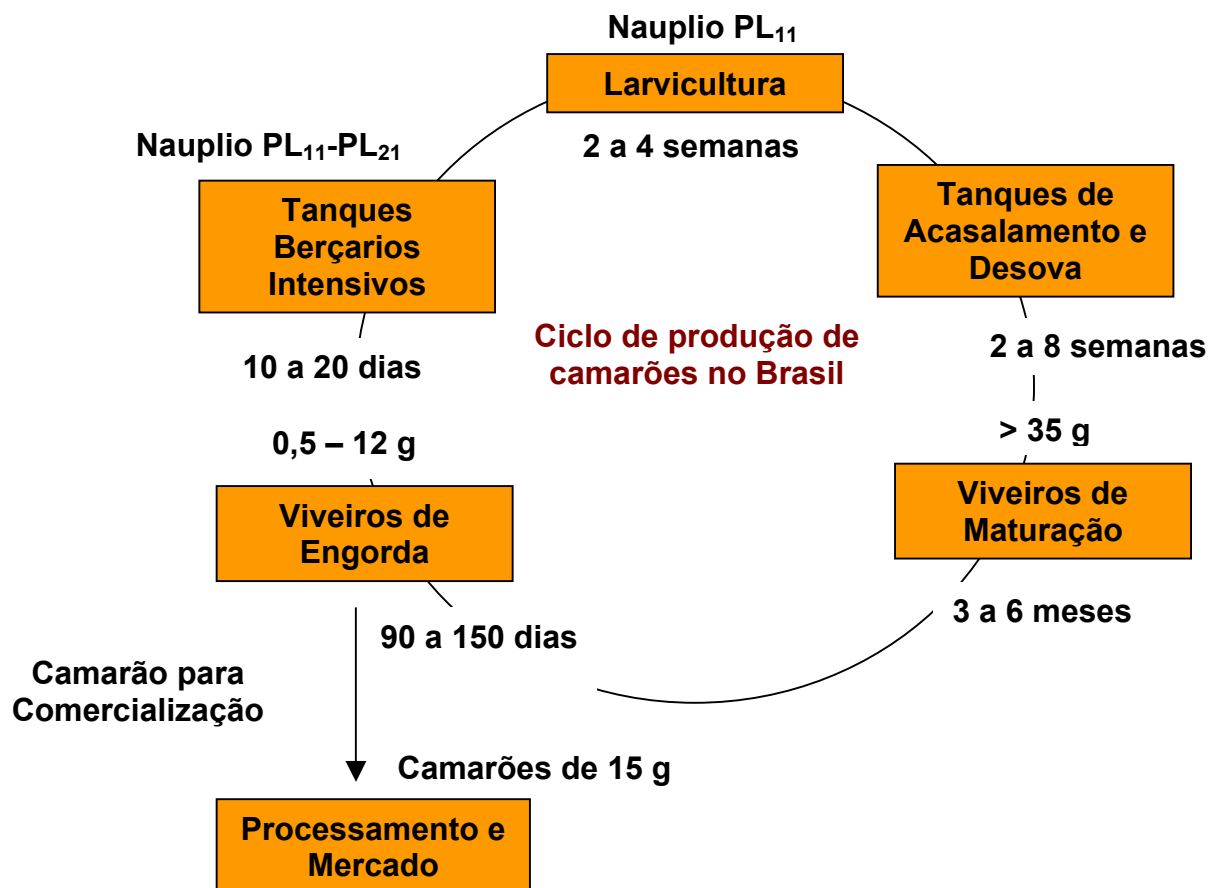 Nauplio PL₁₁
Larvicultura
2 a 4 semanas
Nauplio PL₁₁-PL₂₁
Tanques
Berçarios
Intensivos
Tanques de
Acasalamento e
Desova
Ciclo de produção de
camarões no Brasil
10 a 20 dias
2 a 8 semanas
0,5 – 12 g
> 35 g
Viveiros de
Engorda
Viveiros de
Maturação
90 a 150 dias
3 a 6 meses
Camarão para
Comercialização
Camarões de 15 g
Processamento e
Mercado